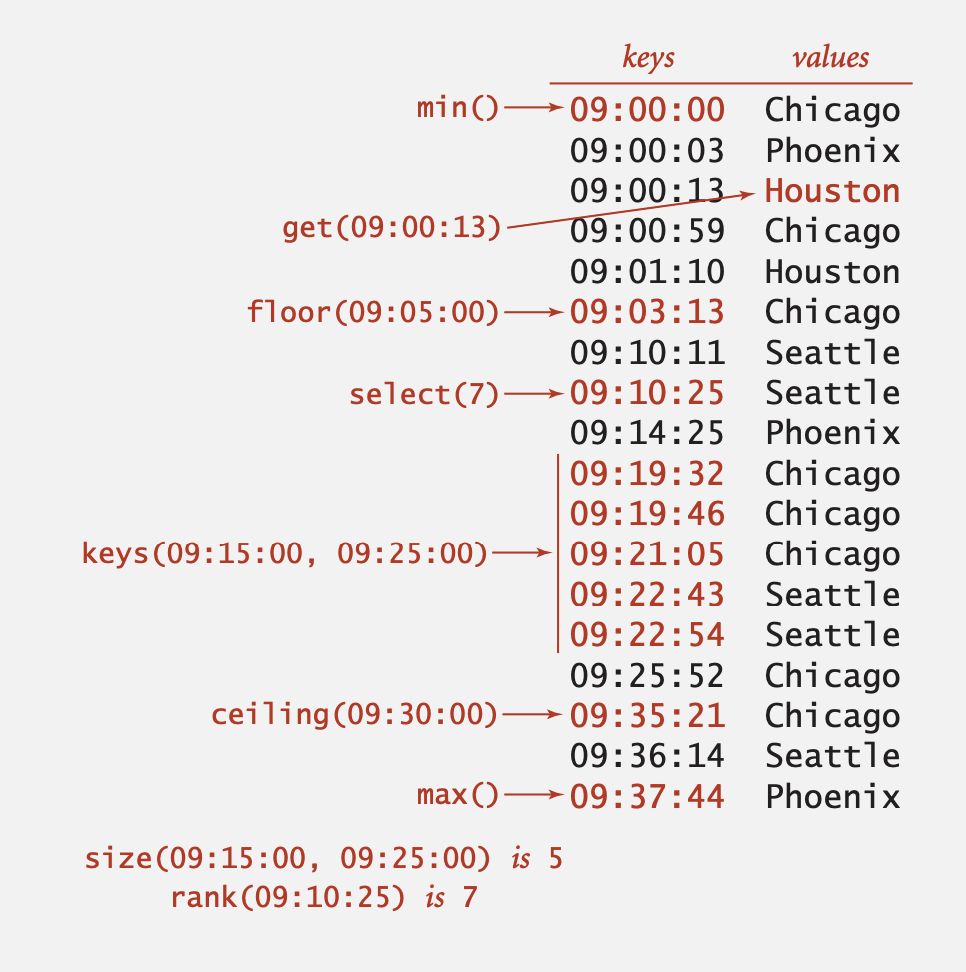 keys values
min() 09:00:00 Chicago
09:00:03 Phoenix
09:00:13 Houston
get(09:00:13)
09:00:59 Chicago
09:01:10 Houston
floor(09:05:00) 09:03:13 Chicago
09:10:11 Seattle
select(7) 09:10:25 Seattle
09:14:25 Phoenix
09:19:32 Chicago
09:19:46 Chicago
keys(09:15:00, 09:25:00) 09:21:05 Chicago
09:22:43 Seattle
09:22:54 Seattle
09:25:52 Chicago
ceiling(09:30:00) 09:35:21 Chicago
09:36:14 Seattle
max() 09:37:44 Phoenix
size(09:15:00, 09:25:00) is 5
rank(09:10:25) is 7